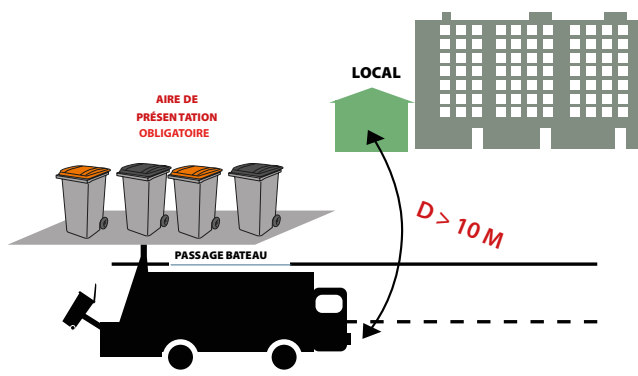 LOCAL
AIRE DE
PRÉSENTATION
OBLIGATOIRE
D > 10 M
PASSAGE BATEAU